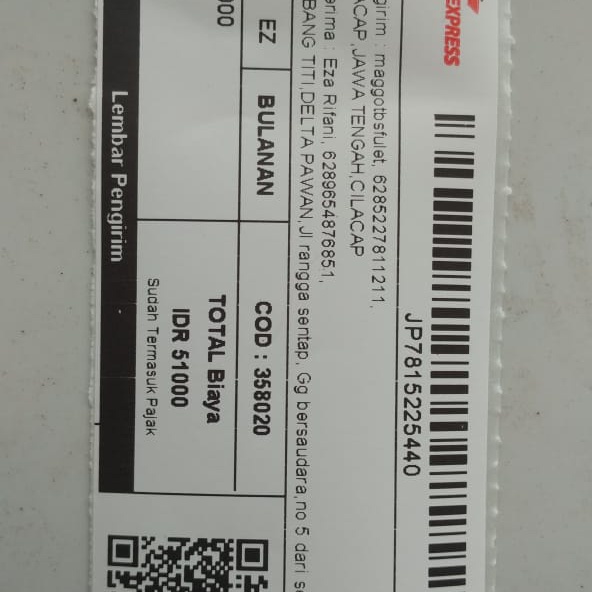 EXPRESS
JP7815225440
girim : maggotbsfulet, 6285227811211,
ACAP ,JAWA TENGAH,CILACAP
erima : Eza Rifani, 6289654876851,
BANG TITI,DELTA PAWAN,Jl rangga sentap, Gg bersaudara,no 5 dari se
EZ
BULANAN
COD : 358020
000
TOTAL Biaya
IDR 51000
Sudah Termasuk Pajak
Lembar Pengirim